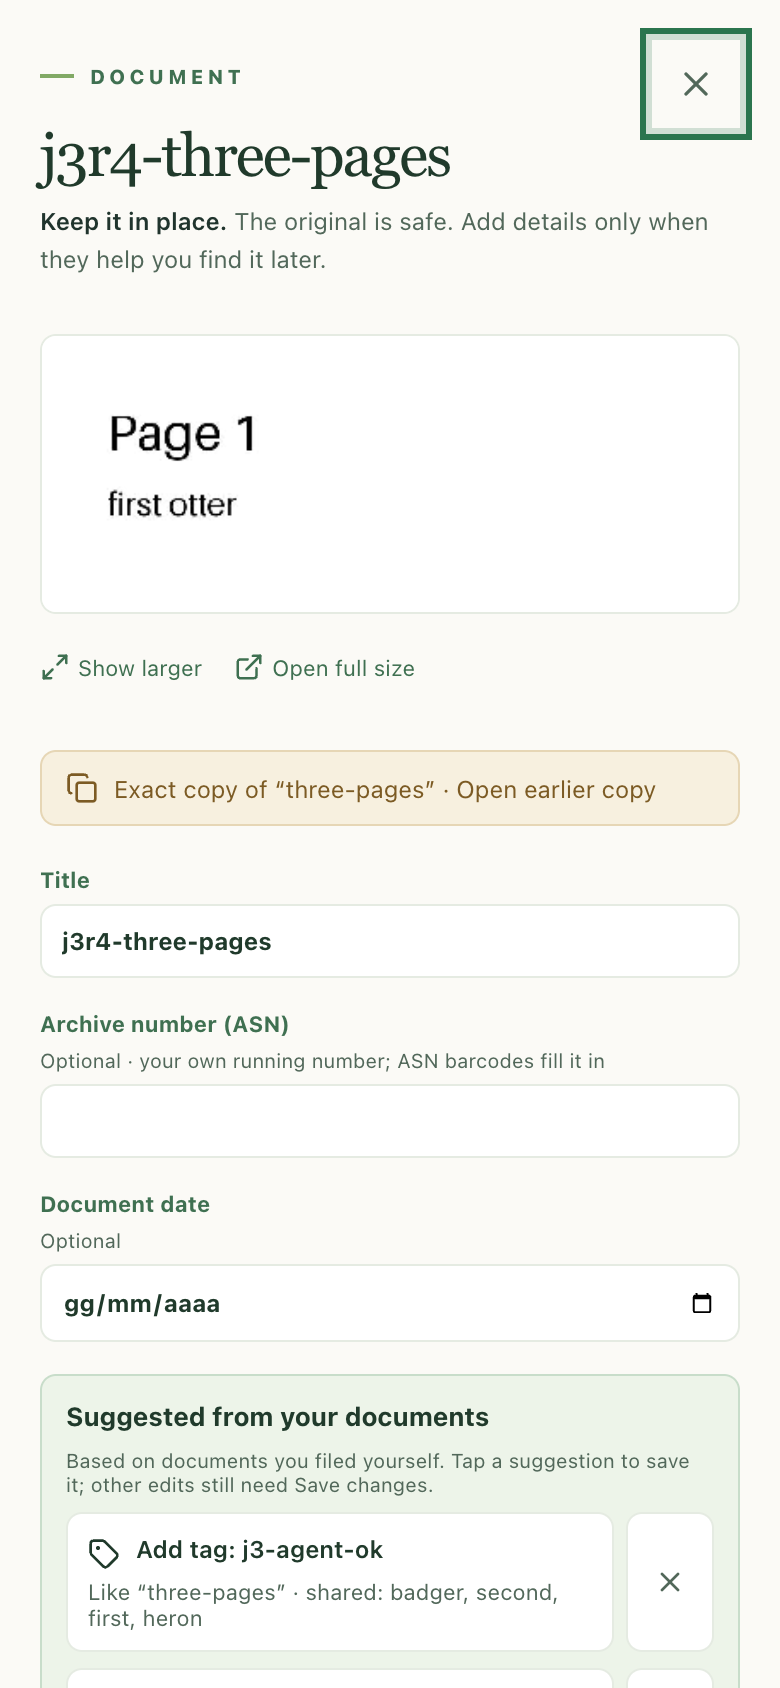 DOCUMENT
j3r4-three-pages
Keep it in place. The original is safe. Add details only when
they help you find it later.
Page 1
first otter
Show larger
Open full size
Exact copy of “three-pages” · Open earlier copy
Title
j3r4-three-pages
Archive number (ASN)
Optional · your own running number; ASN barcodes fill it in
Document date
Optional
gg/mm/aaaa
Suggested from your documents
Based on documents you filed yourself. Tap a suggestion to save
it; other edits still need Save changes.
Add tag: j3-agent-ok
Like “three-pages” · shared: badger, second,
first, heron